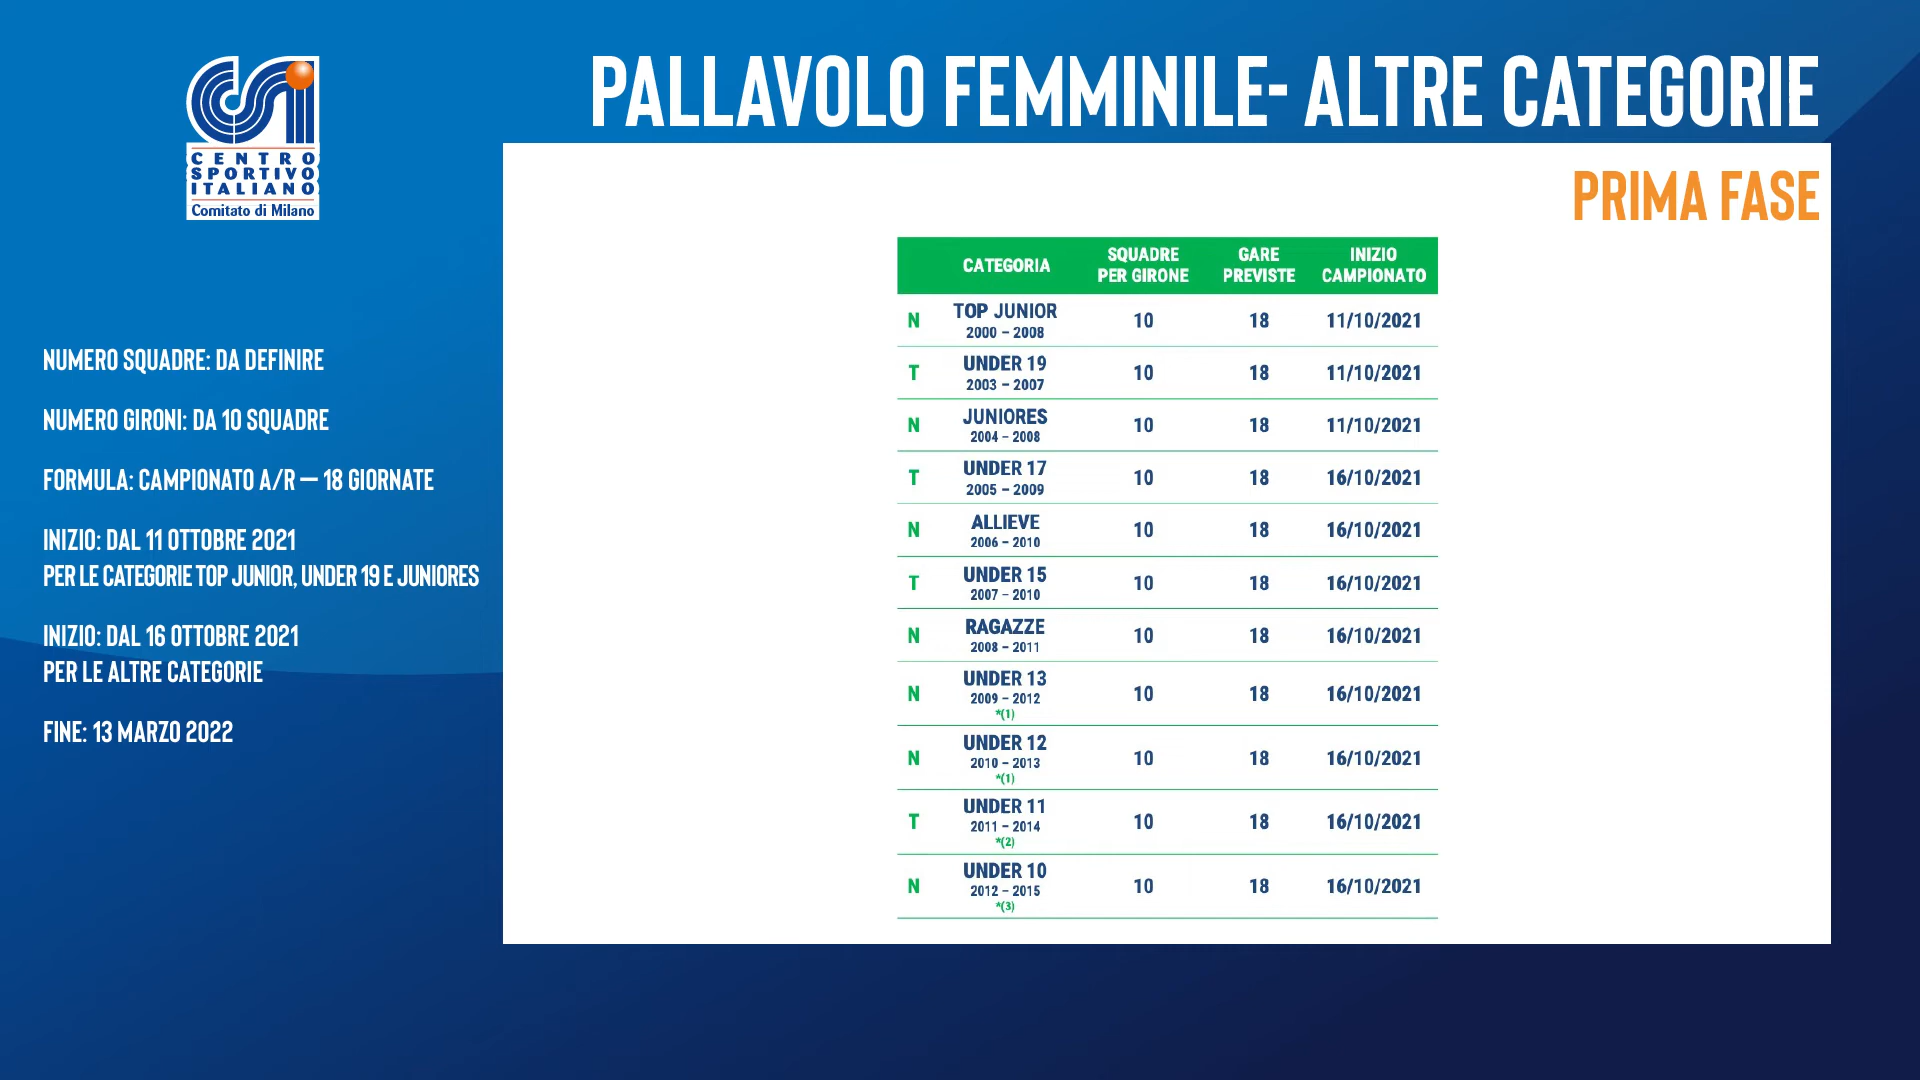 CENTRO
SPORTIVO
ITALIANO
Comitato di Milano
PALLAVOLO FEMMINILE- ALTRE CATEGORIE
PRIMA FASE
NUMERO SQUADRE: DA DEFINIRE
NUMERO GIRONI: DA 10 SQUADRE
FORMULA: CAMPIONATO A/R – 18 GIORNATE
INIZIO: DAL 11 OTTOBRE 2021
PER LE CATEGORIE TOP JUNIOR, UNDER 19 E JUNIORES
INIZIO: DAL 16 OTTOBRE 2021
PER LE ALTRE CATEGORIE
FINE: 13 MARZO 2022
CATEGORIA SQUADRE PER GIRONE GARE PREVISTE INIZIO CAMPIONATO
N TOP JUNIOR 10 18 11/10/2021
2000 – 2008
T UNDER 19 10 18 11/10/2021
2003 – 2007
N JUNIORES 10 18 11/10/2021
2004 – 2008
T UNDER 17 10 18 16/10/2021
2005 – 2009
N ALLIEVE 10 18 16/10/2021
2006 – 2010
T UNDER 15 10 18 16/10/2021
2007 – 2010
N RAGAZZE 10 18 16/10/2021
2008 – 2011
N UNDER 13 10 18 16/10/2021
2009 – 2012
*(1)
N UNDER 12 10 18 16/10/2021
2010 – 2013
*(1)
T UNDER 11 10 18 16/10/2021
2011 – 2014
*(2)
N UNDER 10 10 18 16/10/2021
2012 – 2015
*(3)